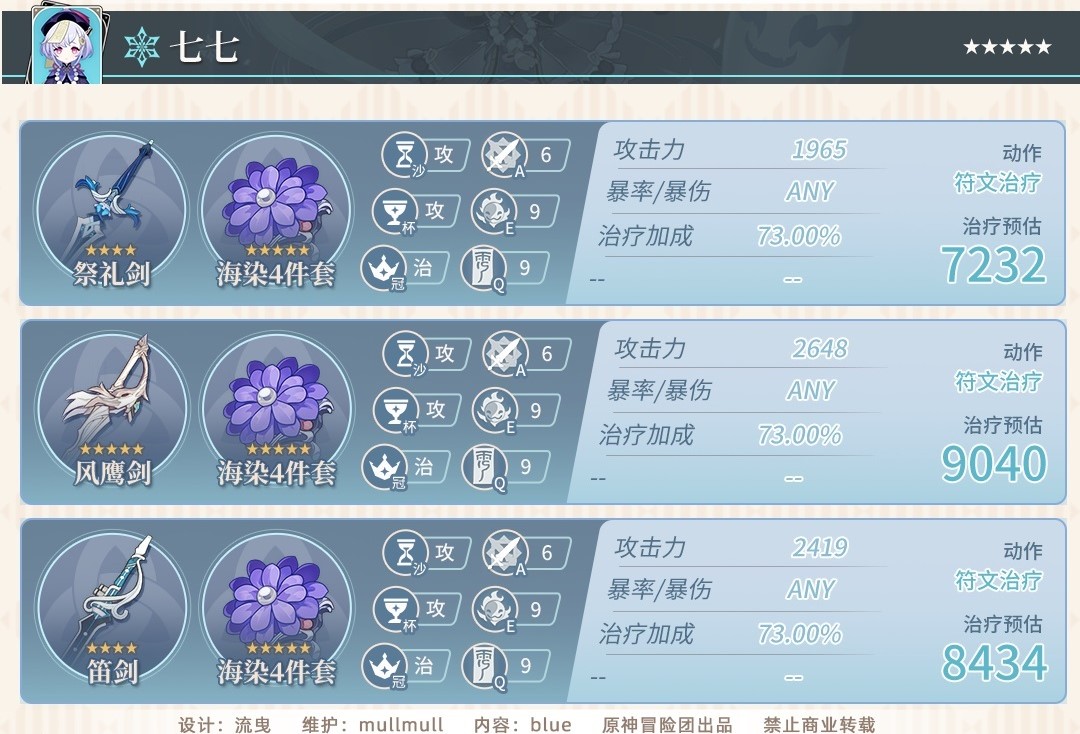 七七
★★★★★
祭礼剑
海染4件套
沙 攻
A 6
杯 攻
E 9
冠 治
Q 9
攻击力 1965
暴率/暴伤 ANY
治疗加成 73.00%
-- --
动作
符文治疗
治疗预估
7232
风鹰剑
海染4件套
沙 攻
A 6
杯 攻
E 9
冠 治
Q 9
攻击力 2648
暴率/暴伤 ANY
治疗加成 73.00%
-- --
动作
符文治疗
治疗预估
9040
笛剑
海染4件套
沙 攻
A 6
杯 攻
E 9
冠 治
Q 9
攻击力 2419
暴率/暴伤 ANY
治疗加成 73.00%
-- --
动作
符文治疗
治疗预估
8434
设计：流曳 维护：mullmull 内容：blue 原神冒险团出品 禁止商业转载